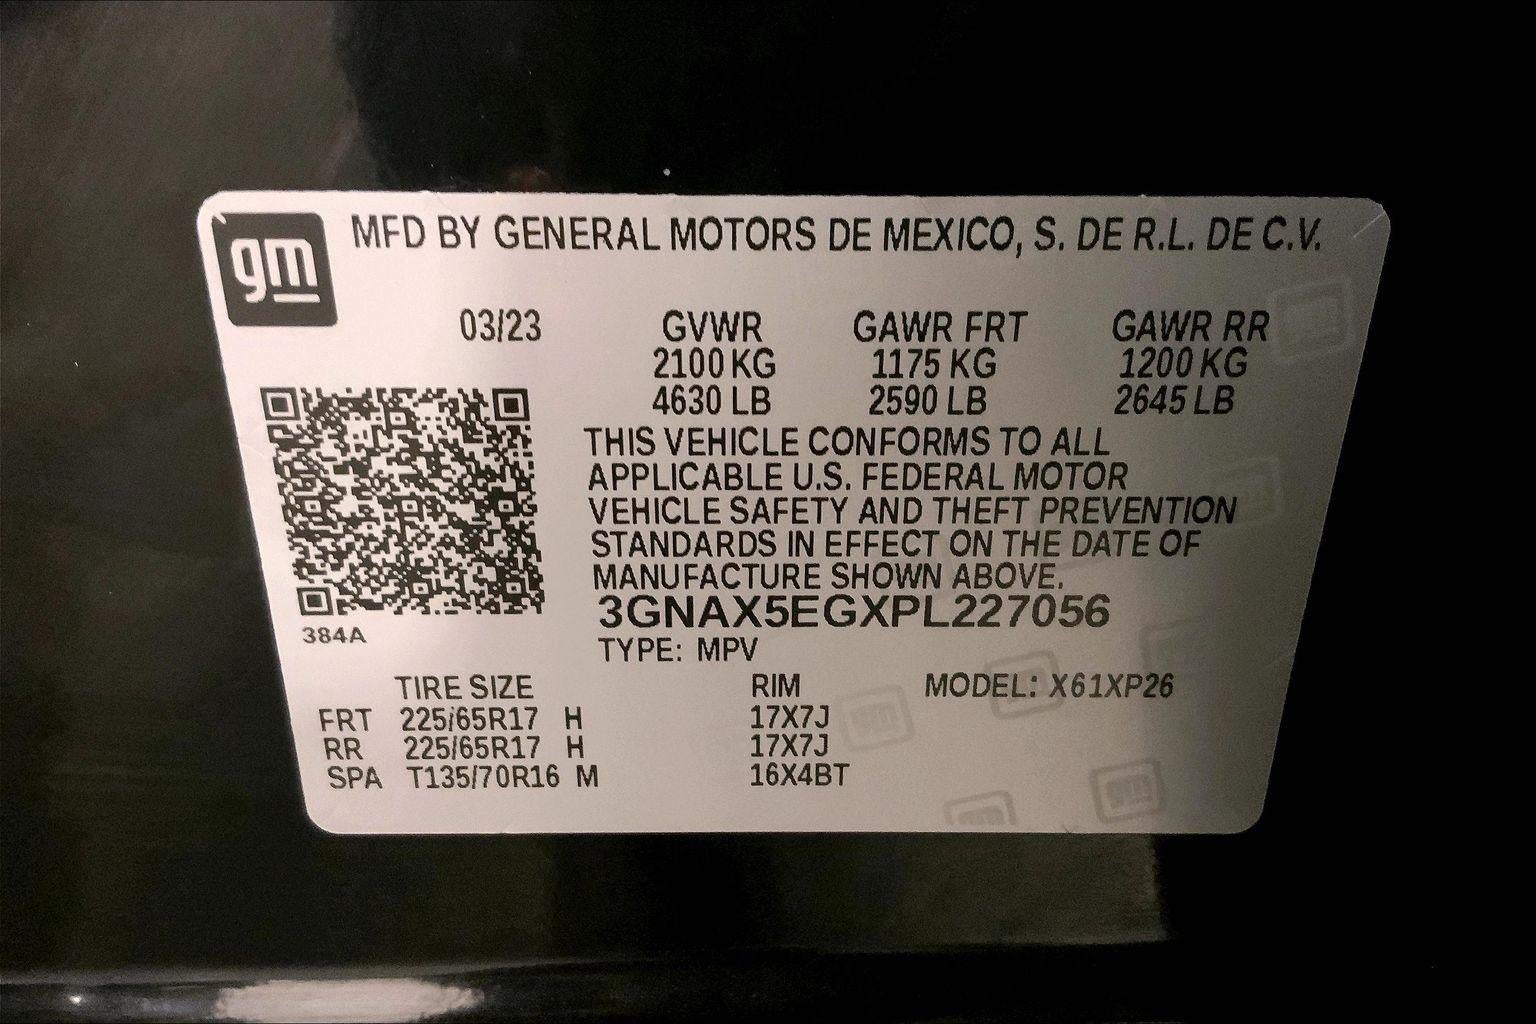 gm
MFD BY GENERAL MOTORS DE MEXICO, S. DE R.L. DE C.V.
03/23 GVWR GAWR FRT GAWR RR
2100 KG 1175 KG 1200 KG
4630 LB 2590 LB 2645 LB
THIS VEHICLE CONFORMS TO ALL
APPLICABLE U.S. FEDERAL MOTOR
VEHICLE SAFETY AND THEFT PREVENTION
STANDARDS IN EFFECT ON THE DATE OF
MANUFACTURE SHOWN ABOVE.
3GNAX5EGXPL227056
384A
TYPE: MPV
TIRE SIZE RIM MODEL: X61XP26
FRT 225/65R17 H 17X7J
RR 225/65R17 H 17X7J
SPA T135/70R16 M 16X4BT